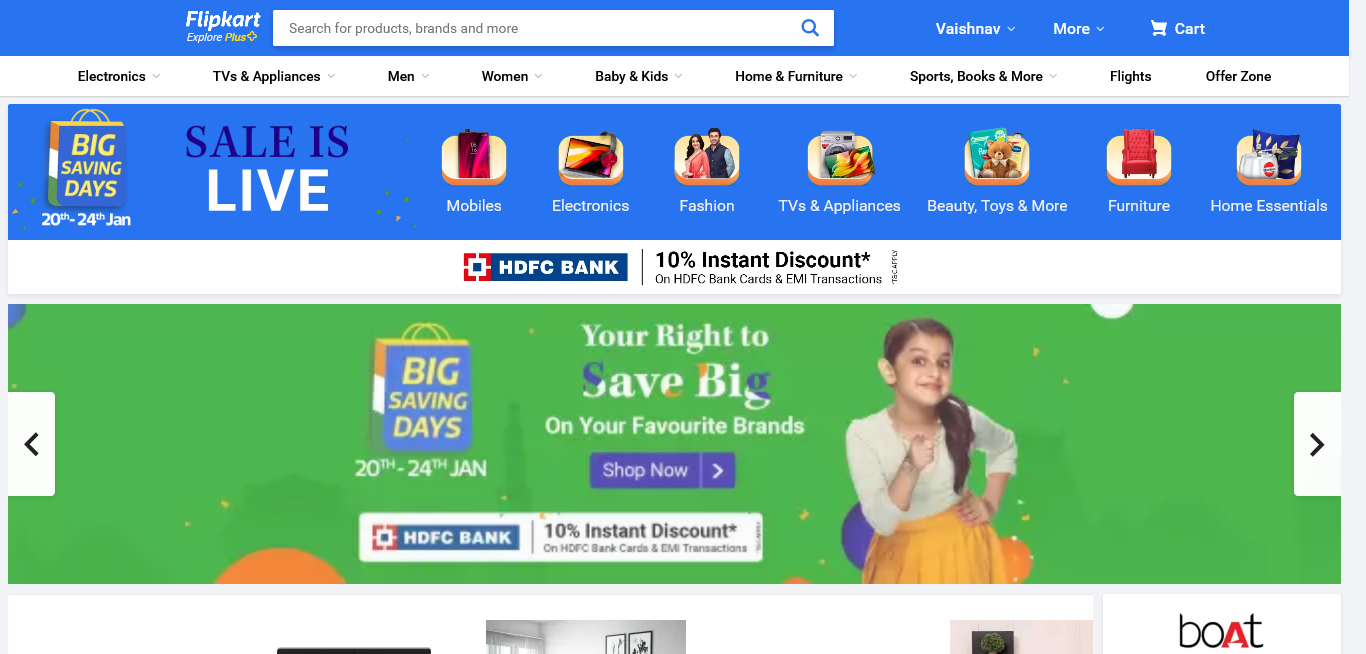 Flipkart
Explore Plus
Search for products, brands and more
Vaishnav
More
Cart
Electronics
TVs & Appliances
Men
Women
Baby & Kids
Home & Furniture
Sports, Books & More
Flights
Offer Zone
BIG
SAVING
DAYS
20th - 24th Jan
SALE IS
LIVE
Mobiles
Electronics
Fashion
TVs & Appliances
Beauty, Toys & More
Furniture
Home Essentials
HDFC BANK
10% Instant Discount*
On HDFC Bank Cards & EMI Transactions
*T&C APPLY
BIG
SAVING
DAYS
20TH - 24TH JAN
Your Right to
Save Big
On Your Favourite Brands
Shop Now
HDFC BANK
10% Instant Discount*
On HDFC Bank Cards & EMI Transactions
boAt